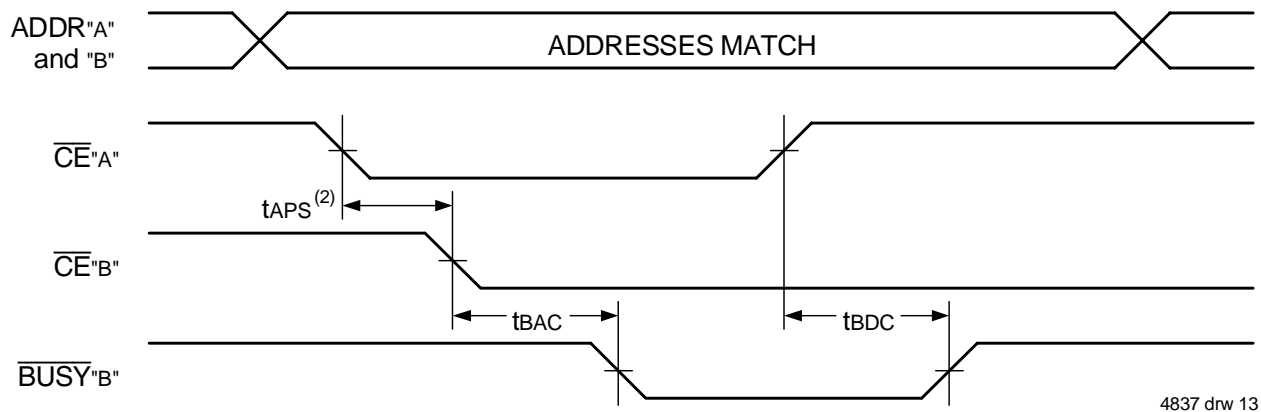 ADDR"A"
and "B"
ADDRESSES MATCH
CE"A"
tAPS(2)
CE"B"
tBAC
tBDC
BUSY"B"
4837 drw 13